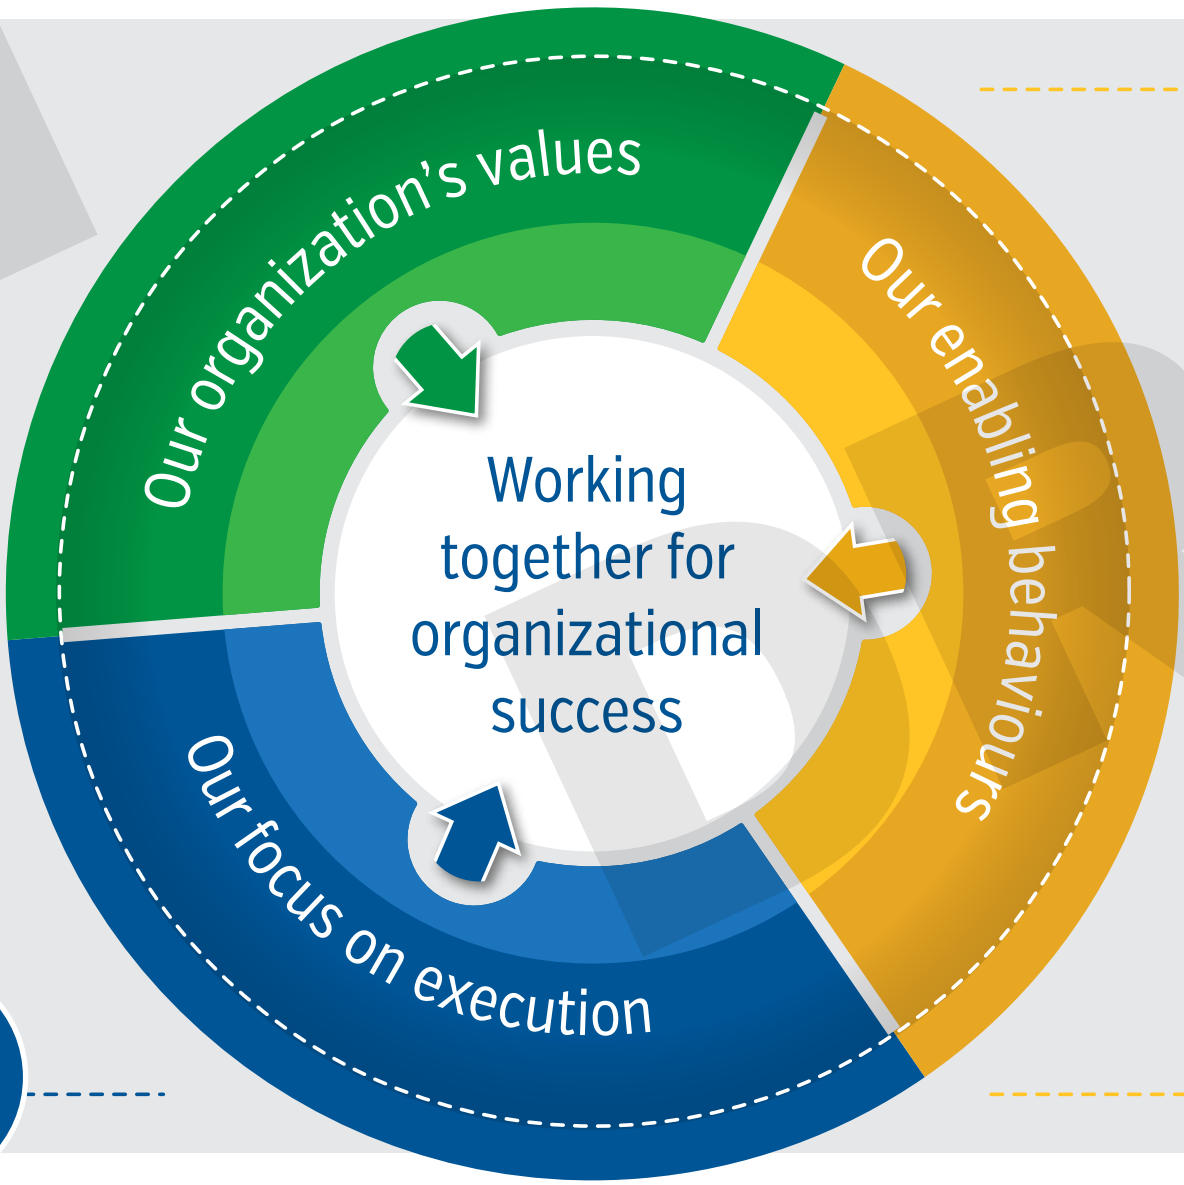 Our organization's values
Our enabling behaviours
Working
together for
organizational
success
Our focus on execution